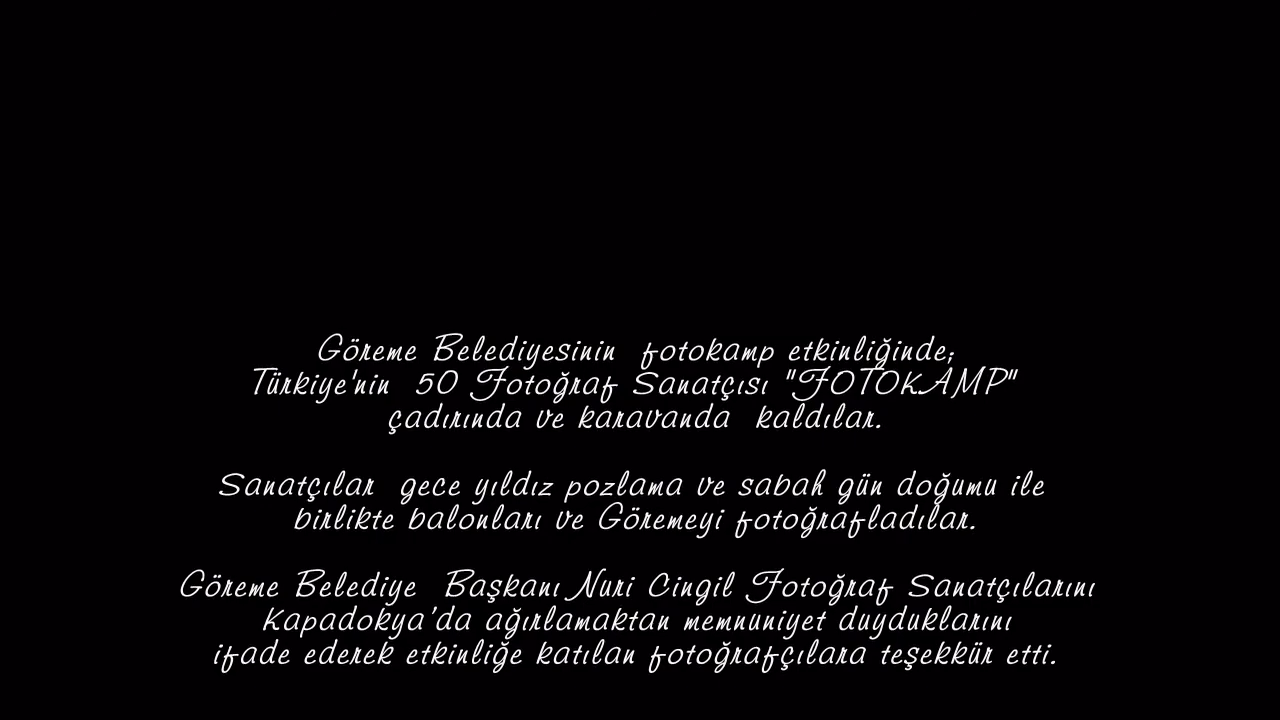 Göreme Belediyesinin fotokamp etkinliğinde;
Türkiye'nin 50 Fotoğraf Sanatçısı "FOTOKAMP"
çadırında ve karavanda kaldılar.
Sanatçılar gece yıldız pozlama ve sabah gün doğumu ile
birlikte balonları ve Göremeyi fotoğrafladılar.
Göreme Belediye Başkanı Nuri Cingil Fotoğraf Sanatçılarını
Kapadokya'da ağırlamaktan memnuniyet duyduklarını
ifade ederek etkinliğe katılan fotoğrafçılara teşekkür etti.